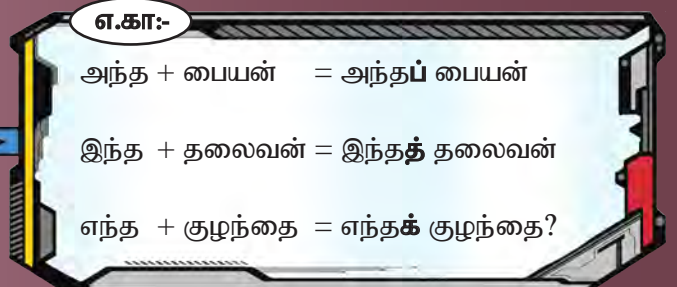 எ.கா:-
அந்த + பையன் = அந்தப் பையன்
இந்த + தலைவன் = இந்தத் தலைவன்
எந்த + குழந்தை = எந்தக் குழந்தை?